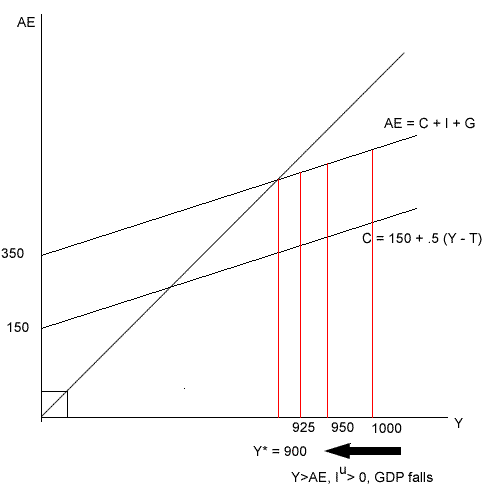 AE
AE = C + I + G
350
C = 150 + .5 (Y - T)
150
Y
925 950 1000
Y* = 900
Y>AE, Iᵘ> 0, GDP falls